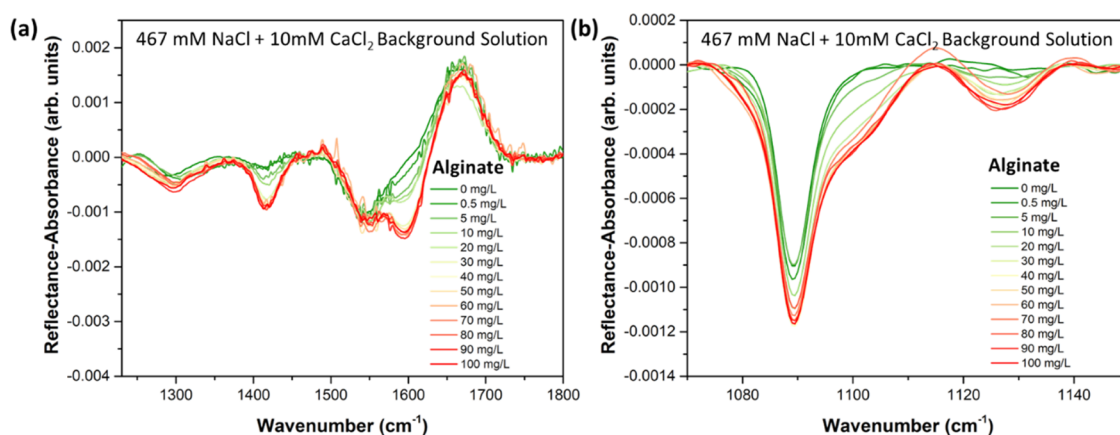 (a)
467 mM NaCl + 10mM CaCl2 Background Solution
Reflectance-Absorbance (arb. units)
0.002
0.001
0.000
-0.001
-0.002
-0.003
-0.004
1300
1400
1500
1600
1700
1800
Wavenumber (cm-1)
Alginate
0 mg/L
0.5 mg/L
5 mg/L
10 mg/L
20 mg/L
30 mg/L
40 mg/L
50 mg/L
60 mg/L
70 mg/L
80 mg/L
90 mg/L
100 mg/L
(b)
467 mM NaCl + 10mM CaCl2 Background Solution
Reflectance-Absorbance (arb. units)
0.0002
0.0000
-0.0002
-0.0004
-0.0006
-0.0008
-0.0010
-0.0012
-0.0014
1080
1100
1120
1140
Wavenumber (cm-1)
Alginate
0 mg/L
0.5 mg/L
5 mg/L
10 mg/L
20 mg/L
30 mg/L
40 mg/L
50 mg/L
60 mg/L
70 mg/L
80 mg/L
90 mg/L
100 mg/L